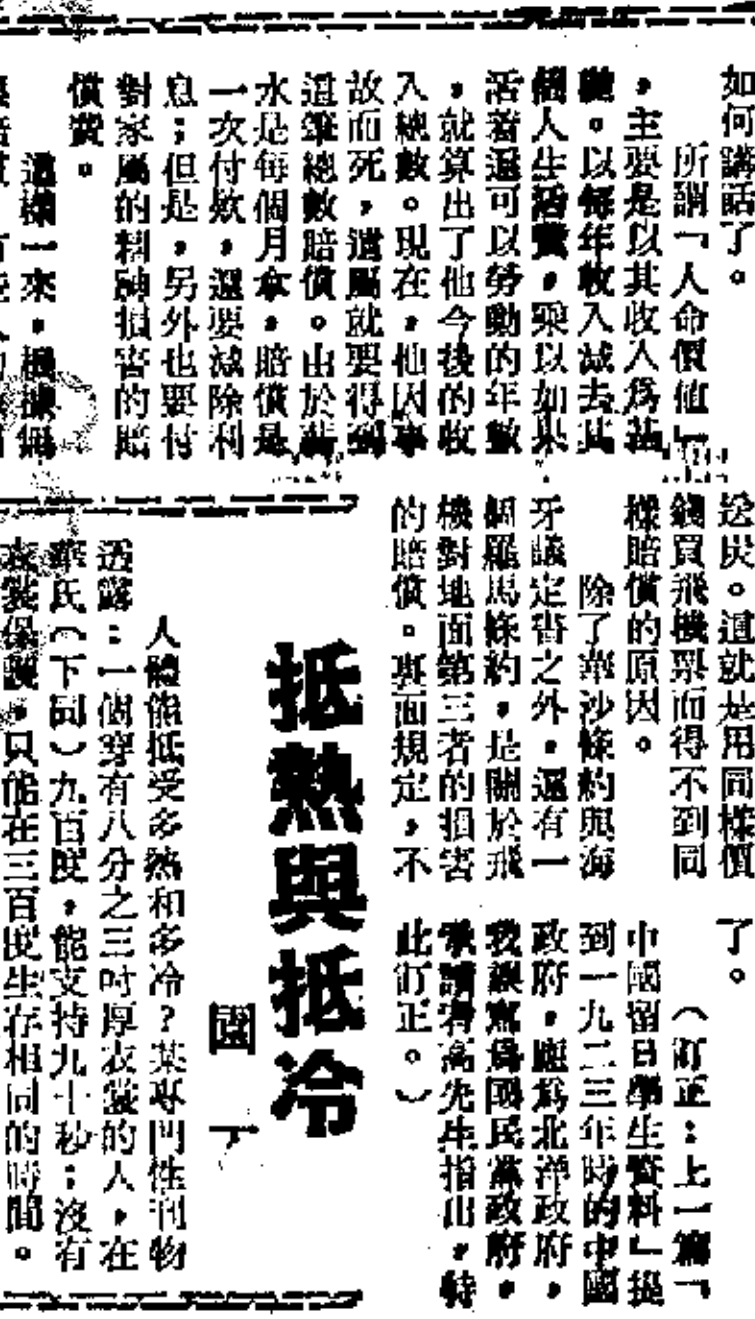 如何講話了。
所謂「人命價值」
，主要是以其收入爲基
礎。以每年收入減去其
個人生活費，乘以如果
活着還可以勞動的年數
，就算出了他今後的收
入總數。現在，他因事
故而死，遺屬就要得到
這筆總數賠償。由於薪
水是每個月拿，賠償是
一次付欵，還要減除利
息；但是，另外也要付
對家屬的精神損害的賠
償費。
這樣一來，機據無
送炭。這就是用同樣價
錢買飛機票而得不到同
樣賠償的原因。
除了華沙條約與海
牙議定書之外，還有一
個羅馬條約，是關於飛
機對地面第三者的損害
的賠償。裏面規定，不
了。
（訂正：上一篇「
中國留日學生資料」提
到一九二三年時的中國
政府，應爲北洋政府，
我誤寫爲國民黨政府，
承讀者高先生指出，特
此訂正。）
抵熱與抵冷
園丁
人體能抵受多熱和多冷？某專門性刊物
透露：一個穿有八分之三吋厚衣裳的人，在
華氏（下同）九百度，能支持九十秒；沒有
衣裳保護，只能在三百度生存相同的時間。